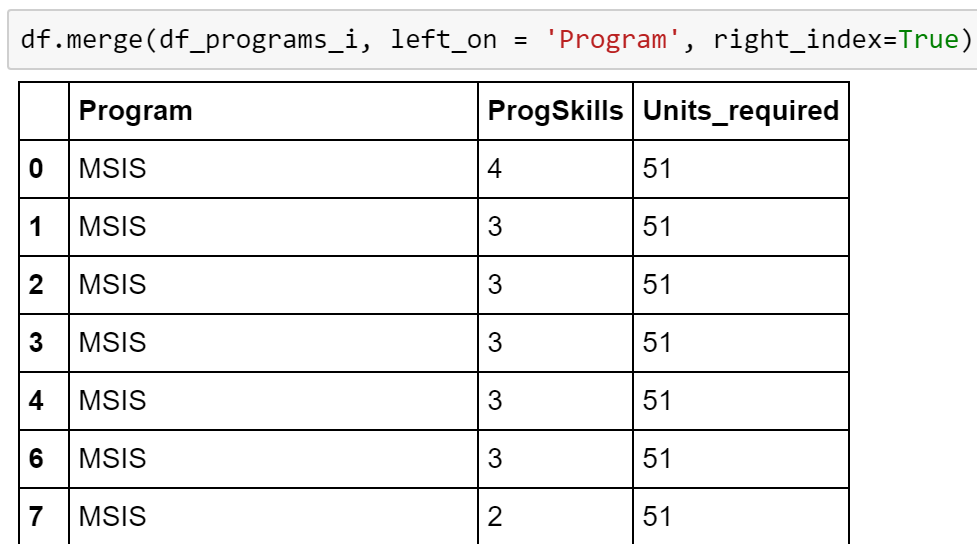 df.merge(df_programs_i, left_on = 'Program', right_index=True)
Program ProgSkills Units_required
0 MSIS 4 51
1 MSIS 3 51
2 MSIS 3 51
3 MSIS 3 51
4 MSIS 3 51
6 MSIS 3 51
7 MSIS 2 51